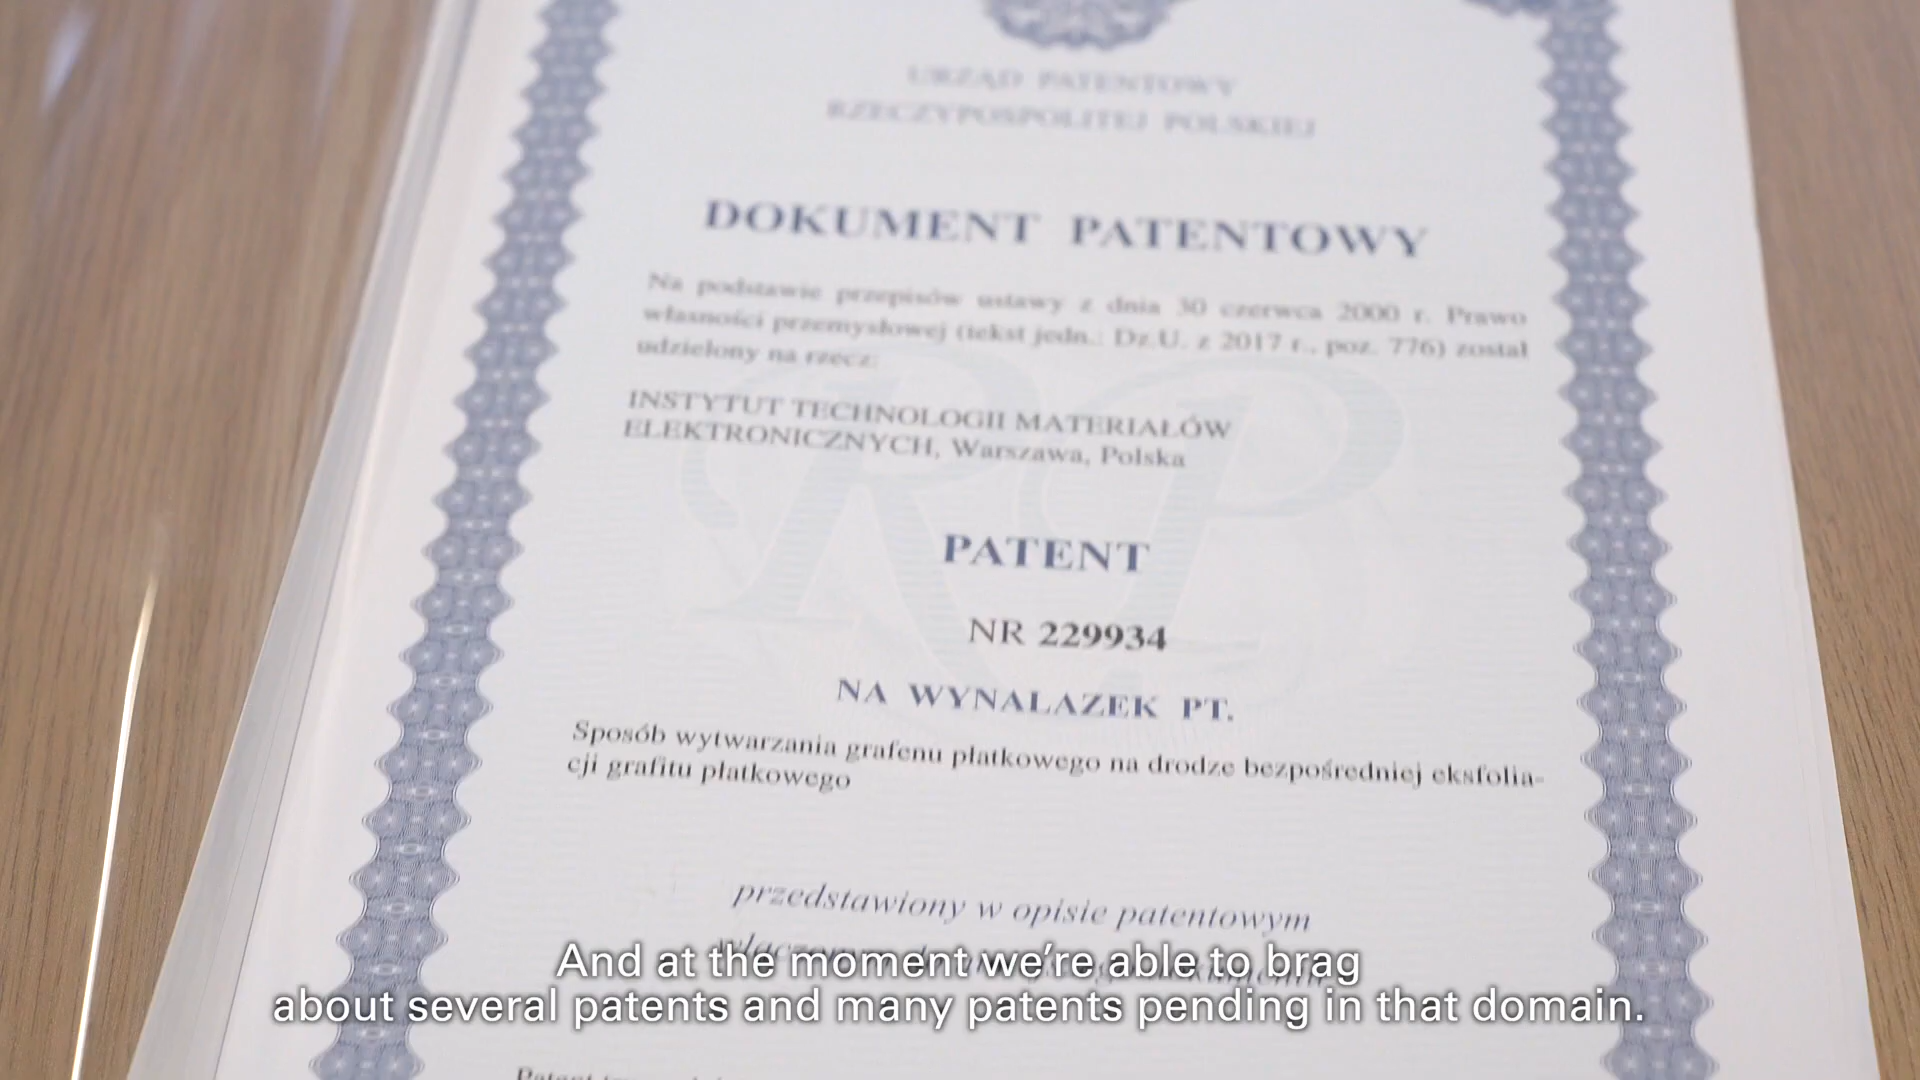 URZĄD PATENTOWY
RZECZYPOSPOLITEJ POLSKIEJ
DOKUMENT PATENTOWY
Na podstawie przepisów ustawy z dnia 30 czerwca 2000 r. Prawo
własności przemysłowej (tekst jedn.: Dz.U. z 2017 r., poz. 776) został
udzielony na rzecz:
INSTYTUT TECHNOLOGII MATERIAŁÓW
ELEKTRONICZNYCH, Warszawa, Polska
PATENT
NR 229934
NA WYNALAZEK PT.
Sposób wytwarzania grafenu płatkowego na drodze bezpośredniej eksfolia-
cji grafitu płatkowego
przedstawiony w opisie patentowym
And at the moment we're able to brag
about several patents and many patents pending in that domain.
Patent